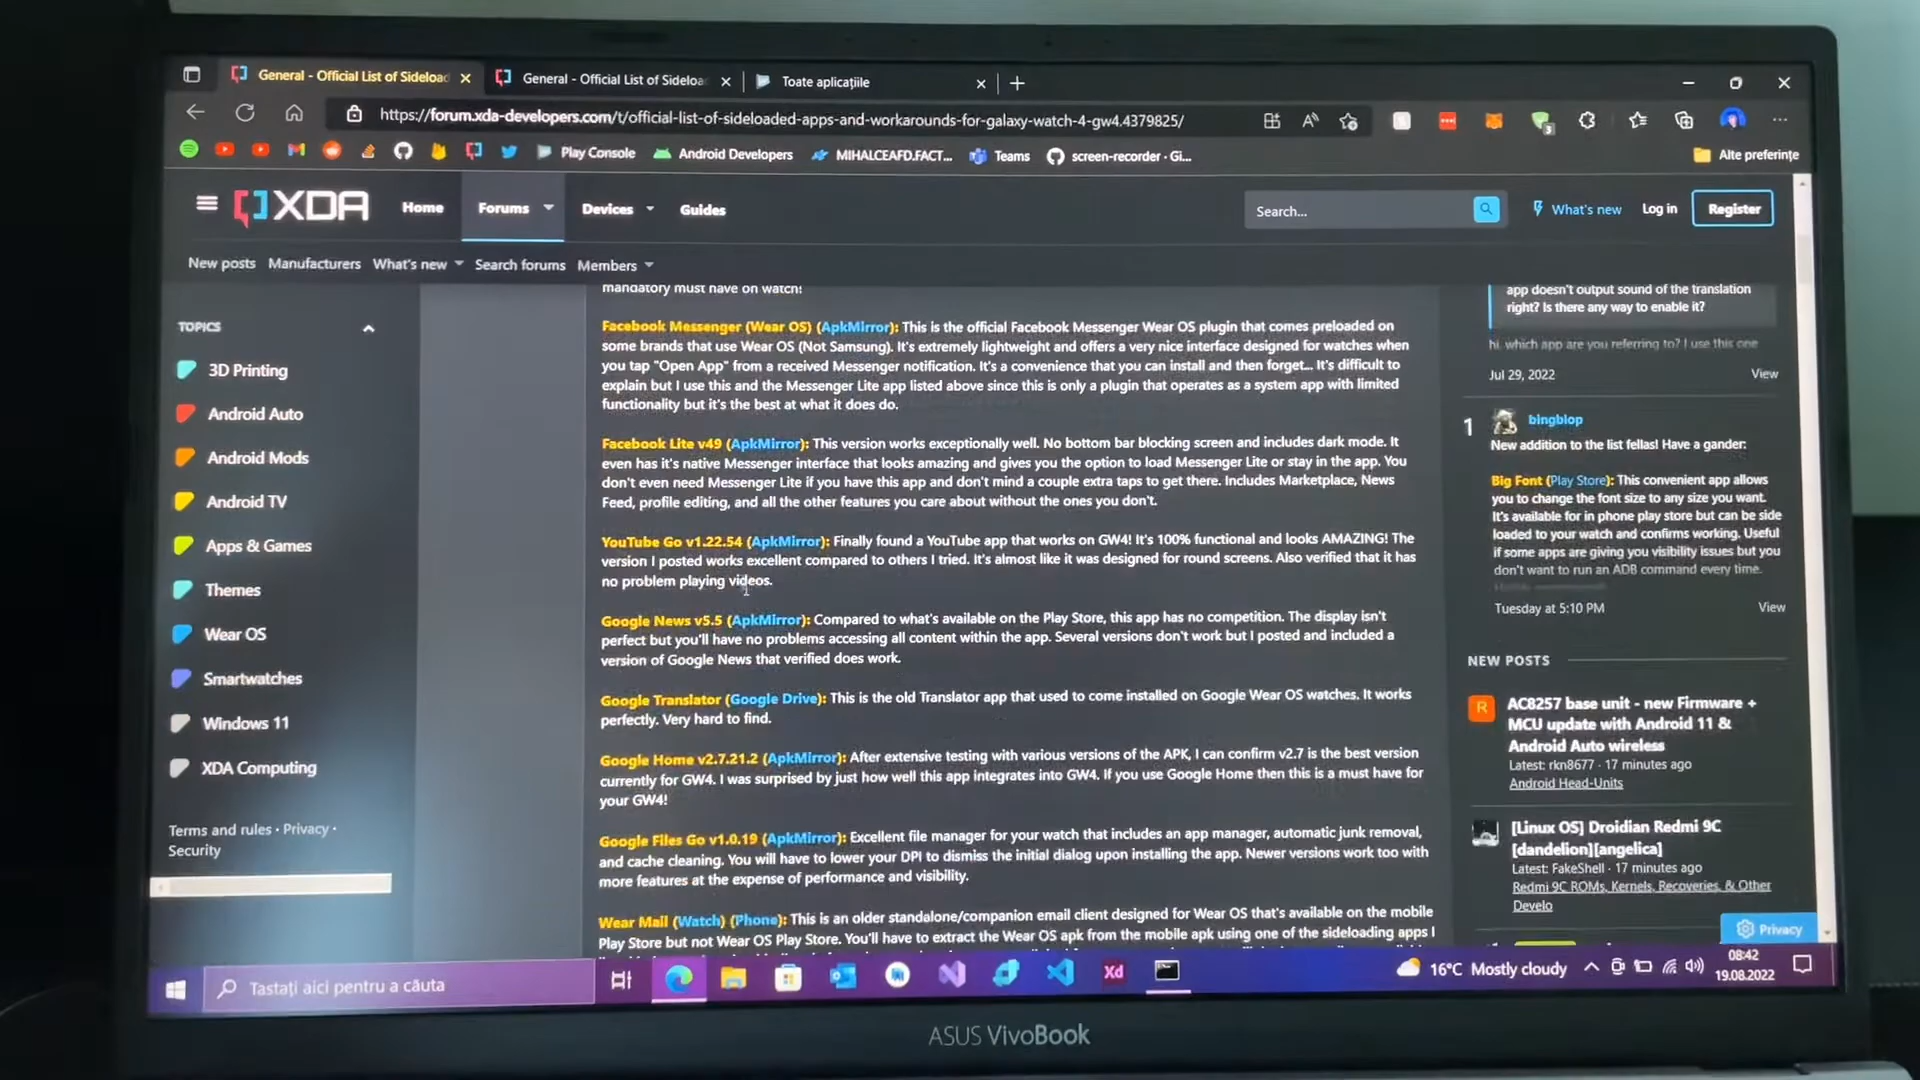 General - Official List of Sideloa
General - Official List of Sideloa
Toate aplicațiile
https://forum.xda-developers.com/t/official-list-of-sideloaded-apps-and-workarounds-for-galaxy-watch-4-gw4.4379825/
Play Console
Android Developers
MIHALCEAFD.FACT...
Teams
screen-recorder · Gi...
Alte preferințe
XDA
Home
Forums
Devices
Guides
Search...
What's new
Log in
Register
New posts
Manufacturers
What's new
Search forums
Members
TOPICS
3D Printing
Android Auto
Android Mods
Android TV
Apps & Games
Themes
Wear OS
Smartwatches
Windows 11
XDA Computing
Terms and rules · Privacy ·
Security
mandatory must have on watch!
Facebook Messenger (Wear OS) (ApkMirror): This is the official Facebook Messenger Wear OS plugin that comes preloaded on
some brands that use Wear OS (Not Samsung). It's extremely lightweight and offers a very nice interface designed for watches when
you tap "Open App" from a received Messenger notification. It's a convenience that you can install and then forget... It's difficult to
explain but I use this and the Messenger Lite app listed above since this is only a plugin that operates as a system app with limited
functionality but it's the best at what it does do.
Facebook Lite v49 (ApkMirror): This version works exceptionally well. No bottom bar blocking screen and includes dark mode. It
even has it's native Messenger interface that looks amazing and gives you the option to load Messenger Lite or stay in the app. You
don't even need Messenger Lite if you have this app and don't mind a couple extra taps to get there. Includes Marketplace, News
Feed, profile editing, and all the other features you care about without the ones you don't.
YouTube Go v1.22.54 (ApkMirror): Finally found a YouTube app that works on GW4! It's 100% functional and looks AMAZING! The
version I posted works excellent compared to others I tried. It's almost like it was designed for round screens. Also verified that it has
no problem playing videos.
Google News v5.5 (ApkMirror): Compared to what's available on the Play Store, this app has no competition. The display isn't
perfect but you'll have no problems accessing all content within the app. Several versions don't work but I posted and included a
version of Google News that verified does work.
Google Translator (Google Drive): This is the old Translator app that used to come installed on Google Wear OS watches. It works
perfectly. Very hard to find.
Google Home v2.7.21.2 (ApkMirror): After extensive testing with various versions of the APK, I can confirm v2.7 is the best version
currently for GW4. I was surprised by just how well this app integrates into GW4. If you use Google Home then this is a must have for
your GW4!
Google Files Go v1.0.19 (ApkMirror): Excellent file manager for your watch that includes an app manager, automatic junk removal,
and cache cleaning. You will have to lower your DPI to dismiss the initial dialog upon installing the app. Newer versions work too with
more features at the expense of performance and visibility.
Wear Mail (Watch) (Phone): This is an older standalone/companion email client designed for Wear OS that's available on the mobile
Play Store but not Wear OS Play Store. You'll have to extract the Wear OS apk from the mobile apk using one of the sideloading apps I
app doesn't output sound of the translation
right? Is there any way to enable it?
hi, which app are you referring to? I use this one
Jul 29, 2022
View
1
bingblop
New addition to the list fellas! Have a gander:
Big Font (Play Store): This convenient app allows
you to change the font size to any size you want.
It's available for in phone play store but can be side
loaded to your watch and confirms working. Useful
if some apps are giving you visibility issues but you
don't want to run an ADB command every time.
Tuesday at 5:10 PM
View
NEW POSTS
R
AC8257 base unit - new Firmware +
MCU update with Android 11 &
Android Auto wireless
Latest: rkn8677 · 17 minutes ago
Android Head-Units
[Linux OS] Droidian Redmi 9C
[dandelion][angelica]
Latest: FakeShell · 17 minutes ago
Redmi 9C ROMs, Kernels, Recoveries, & Other
Develo
Privacy
Tastați aici pentru a căuta
Xd
16°C Mostly cloudy
08:42
19.08.2022
ASUS VivoBook